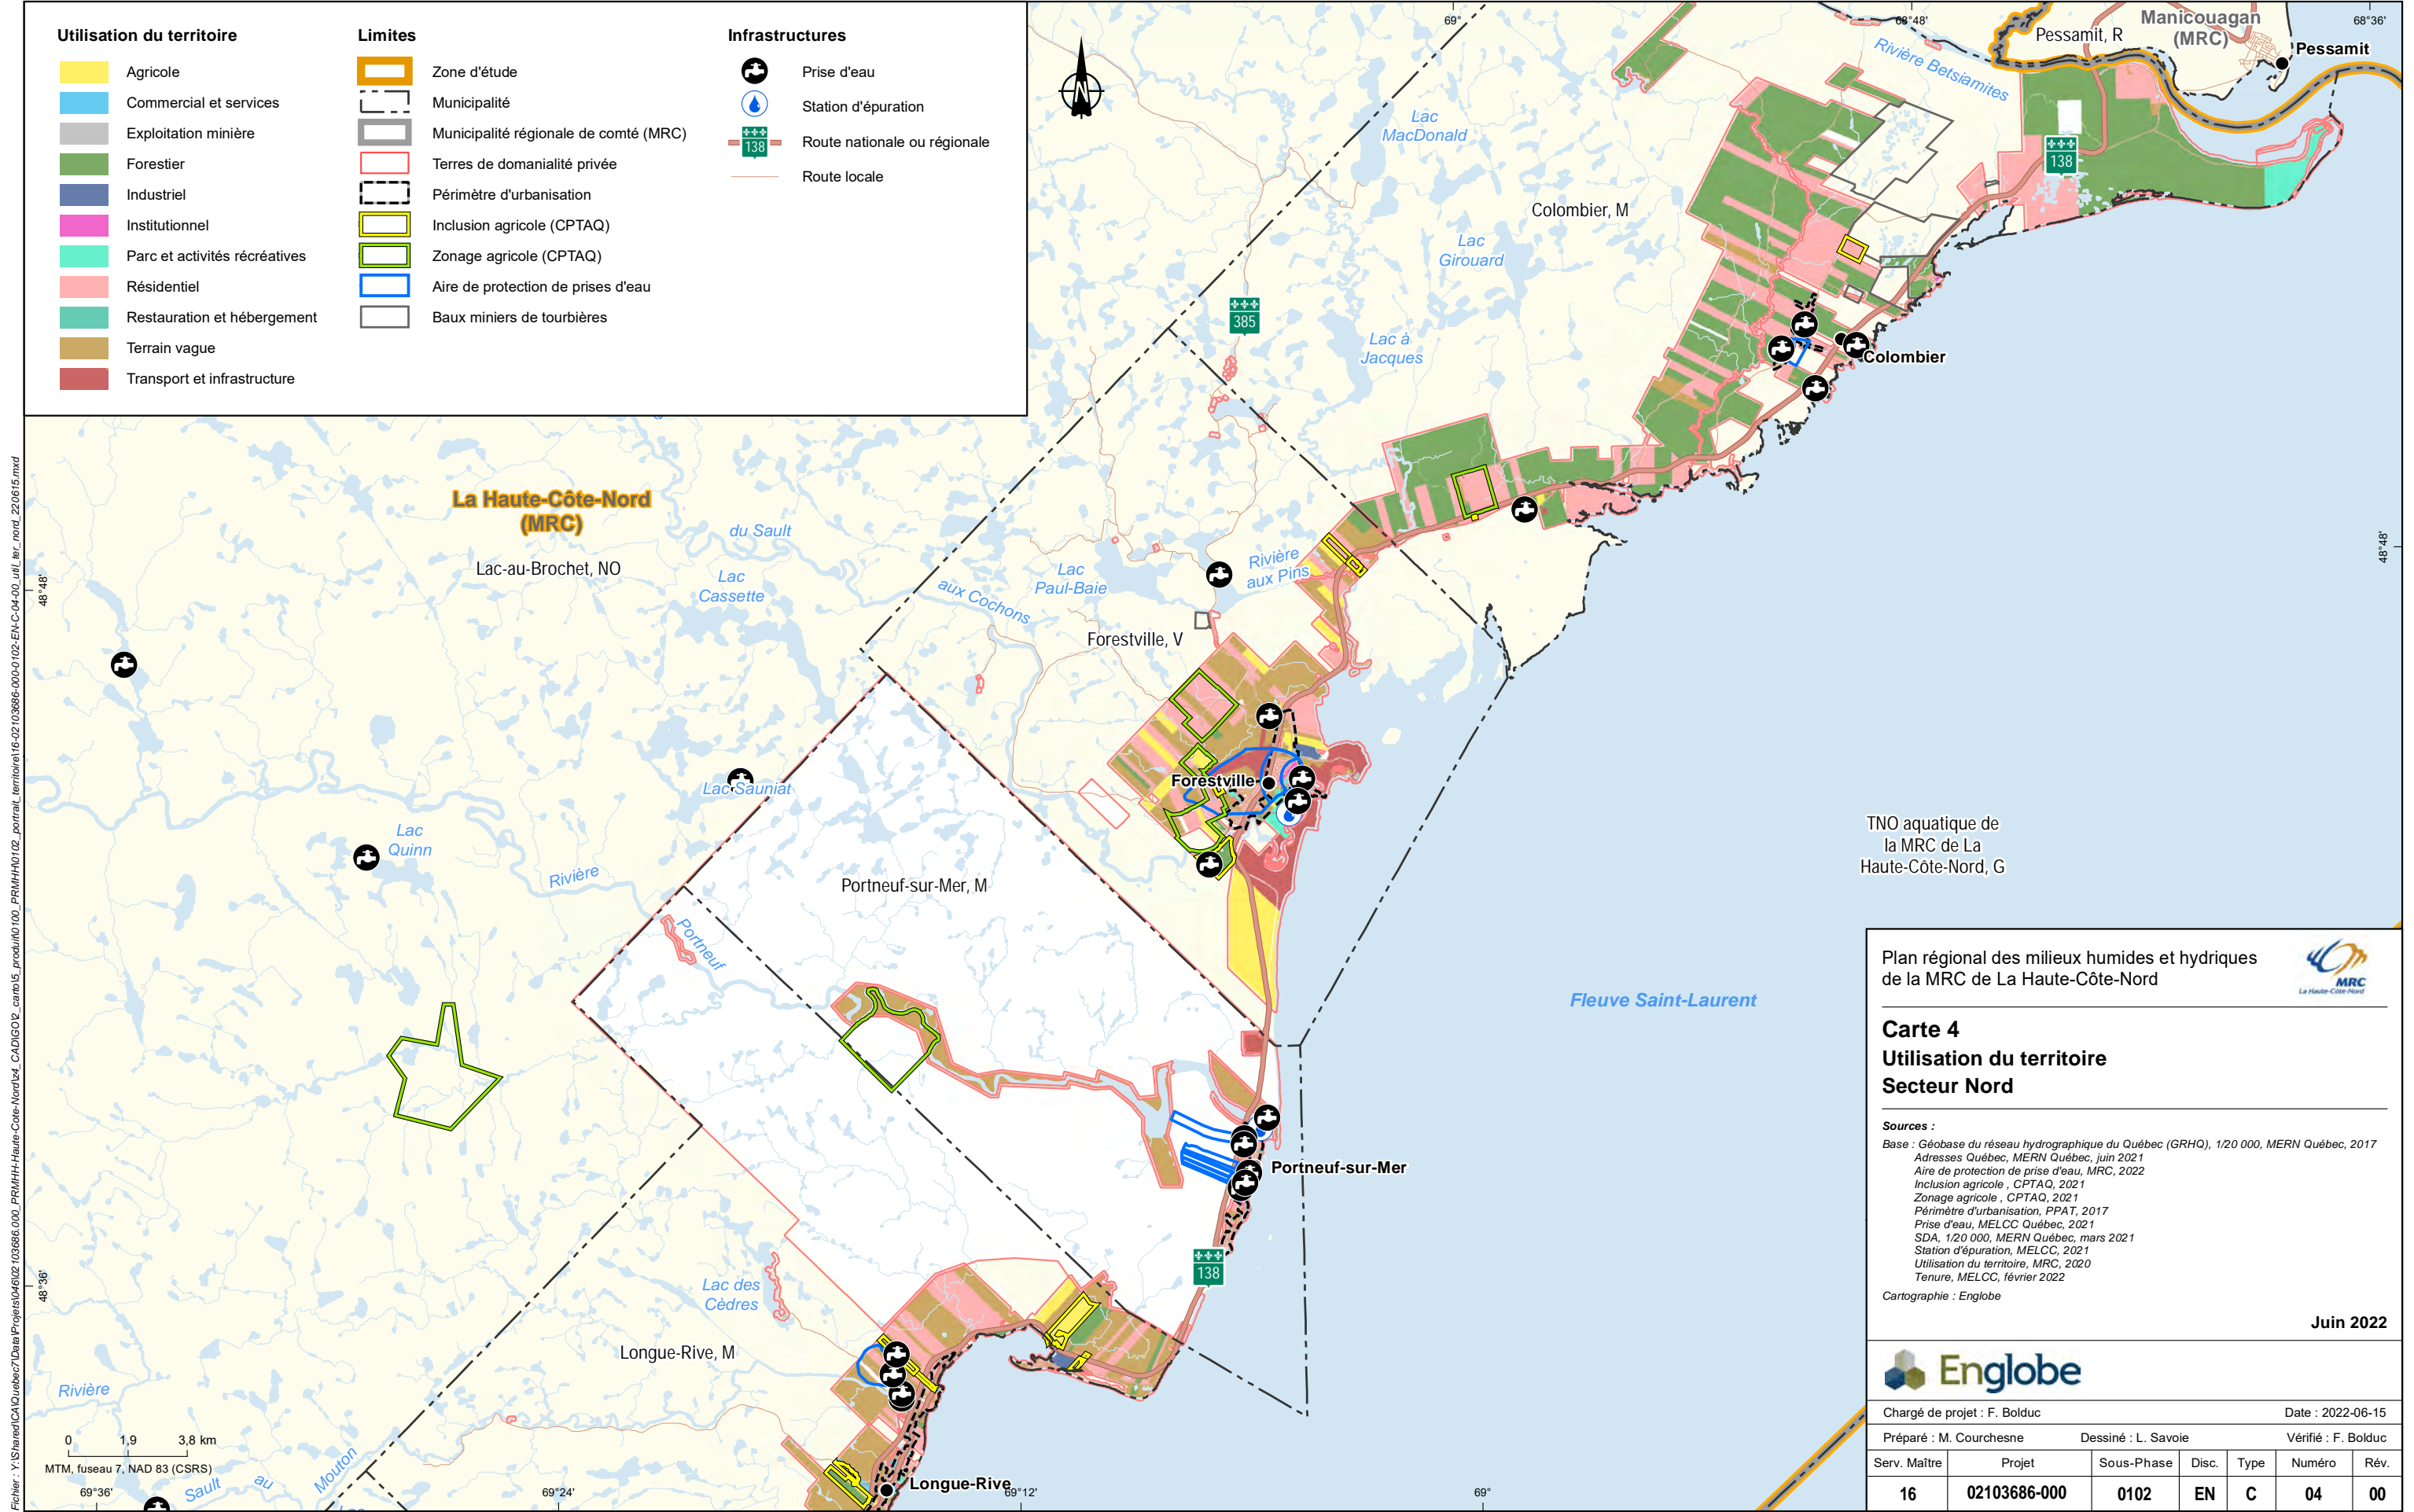 Utilisation du territoire
Agricole
Commercial et services
Exploitation minière
Forestier
Industriel
Institutionnel
Parc et activités récréatives
Résidentiel
Restauration et hébergement
Terrain vague
Transport et infrastructure
Limites
Zone d'étude
Municipalité
Municipalité régionale de comté (MRC)
Terres de domanialité privée
Périmètre d'urbanisation
Inclusion agricole (CPTAQ)
Zonage agricole (CPTAQ)
Aire de protection de prises d'eau
Baux miniers de tourbières
Infrastructures
Prise d'eau
Station d'épuration
138
Route nationale ou régionale
Route locale
N
69°
68°48'
68°36'
Manicouagan
(MRC)
Pessamit, R
Pessamit
Rivière Betsiamites
138
Lac
MacDonald
Colombier, M
Lac
Girouard
385
Lac à
Jacques
Colombier
La Haute-Côte-Nord
(MRC)
du Sault
Lac-au-Brochet, NO
Lac
Cassette
aux Cochons
Lac
Paul-Baie
Rivière
aux Pins
48°48'
48°48'
Forestville, V
Forestville
Lac Sauniat
Lac
Quinn
Rivière
Portneuf
Portneuf-sur-Mer, M
TNO aquatique de
la MRC de La
Haute-Côte-Nord, G
Fleuve Saint-Laurent
Portneuf-sur-Mer
138
48°36'
Lac des
Cèdres
Longue-Rive, M
Rivière
Sault
au
Mouton
Longue-Rive
0 1,9 3,8 km
MTM, fuseau 7, NAD 83 (CSRS)
69°36'
69°24'
69°12'
69°
Plan régional des milieux humides et hydriques
de la MRC de La Haute-Côte-Nord
MRC
La Haute-Côte-Nord
Carte 4
Utilisation du territoire
Secteur Nord
Sources :
Base : Géobase du réseau hydrographique du Québec (GRHQ), 1/20 000, MERN Québec, 2017
Adresses Québec, MERN Québec, juin 2021
Aire de protection de prise d'eau, MRC, 2022
Inclusion agricole , CPTAQ, 2021
Zonage agricole , CPTAQ, 2021
Périmètre d'urbanisation, PPAT, 2017
Prise d'eau, MELCC Québec, 2021
SDA, 1/20 000, MERN Québec, mars 2021
Station d'épuration, MELCC, 2021
Utilisation du territoire, MRC, 2020
Tenure, MELCC, février 2022
Cartographie : Englobe
Juin 2022
Englobe
Chargé de projet : F. Bolduc Date : 2022-06-15
Préparé : M. Courchesne Dessiné : L. Savoie Vérifié : F. Bolduc
Serv. Maître Projet Sous-Phase Disc. Type Numéro Rév.
16 02103686-000 0102 EN C 04 00